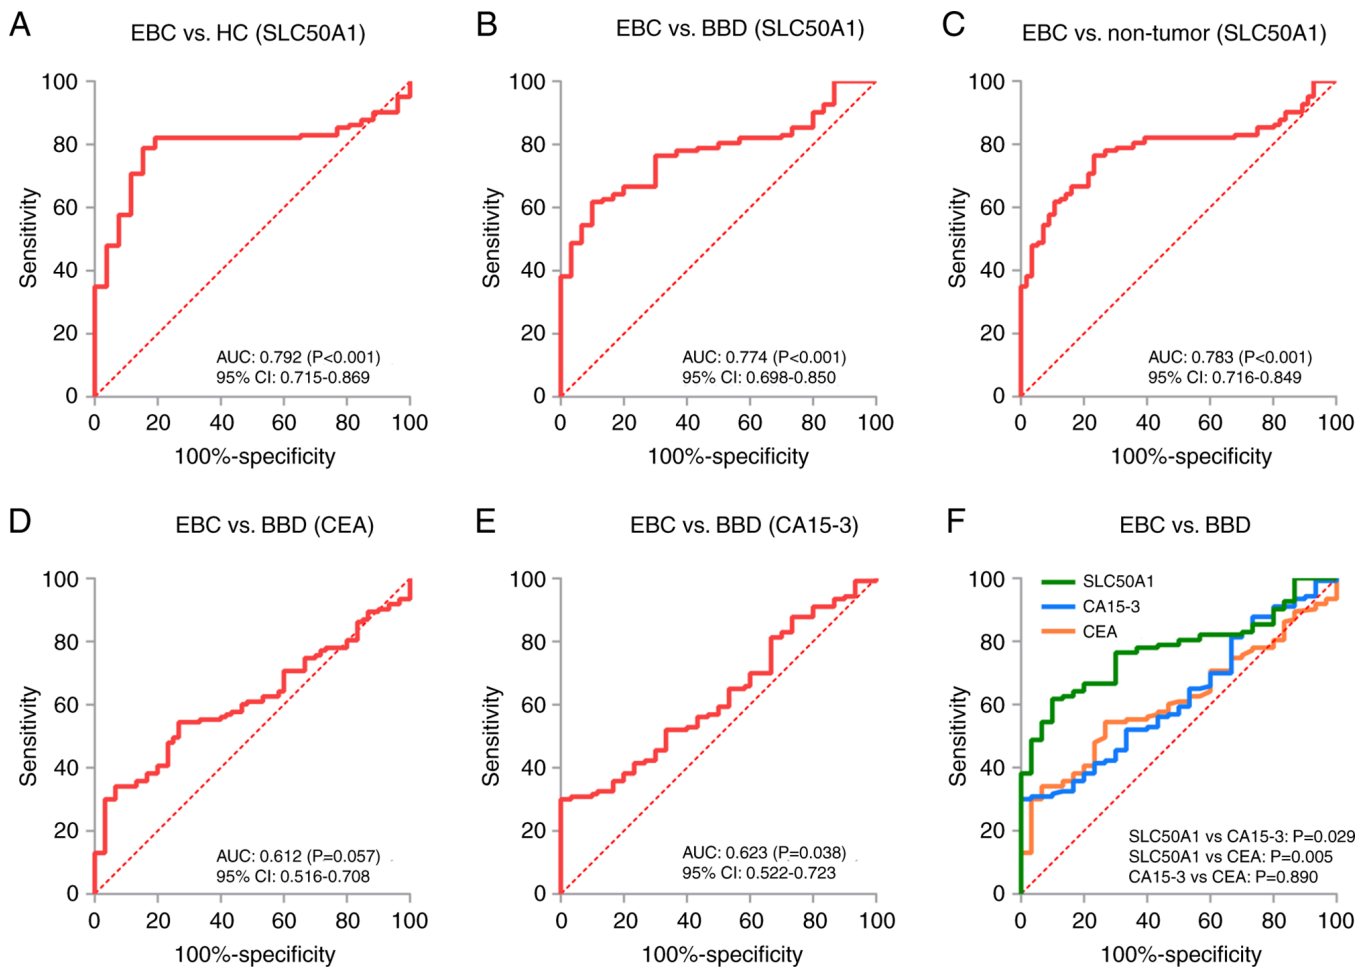 A
EBC vs. HC (SLC50A1)
100
80
60
40
20
0
Sensitivity
AUC: 0.792 (P<0.001)
95% CI: 0.715-0.869
0 20 40 60 80 100
100%-specificity
B
EBC vs. BBD (SLC50A1)
100
80
60
40
20
0
Sensitivity
AUC: 0.774 (P<0.001)
95% CI: 0.698-0.850
0 20 40 60 80 100
100%-specificity
C
EBC vs. non-tumor (SLC50A1)
100
80
60
40
20
0
Sensitivity
AUC: 0.783 (P<0.001)
95% CI: 0.716-0.849
0 20 40 60 80 100
100%-specificity
D
EBC vs. BBD (CEA)
100
80
60
40
20
0
Sensitivity
AUC: 0.612 (P=0.057)
95% CI: 0.516-0.708
0 20 40 60 80 100
100%-specificity
E
EBC vs. BBD (CA15-3)
100
80
60
40
20
0
Sensitivity
AUC: 0.623 (P=0.038)
95% CI: 0.522-0.723
0 20 40 60 80 100
100%-specificity
F
EBC vs. BBD
100
80
60
40
20
0
Sensitivity
SLC50A1
CA15-3
CEA
SLC50A1 vs CA15-3: P=0.029
SLC50A1 vs CEA: P=0.005
CA15-3 vs CEA: P=0.890
0 20 40 60 80 100
100%-specificity